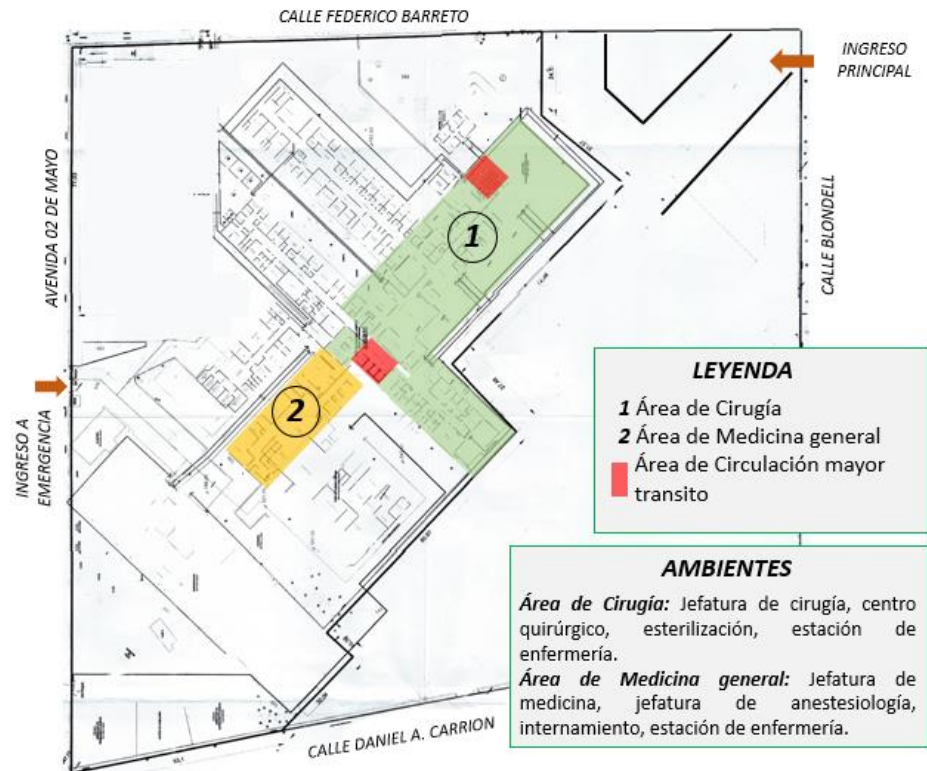 CALLE FEDERICO BARRETO
INGRESO
PRINCIPAL
AVENIDA 02 DE MAYO
CALLE BLONDELL
1
2
INGRESO A
EMERGENCIA
CALLE DANIEL A. CARRION
LEYENDA
1 Área de Cirugía
2 Área de Medicina general
Área de Circulación mayor
transito
AMBIENTES
Área de Cirugía: Jefatura de cirugía, centro
quirúrgico, esterilización, estación de
enfermería.
Área de Medicina general: Jefatura de
medicina, jefatura de anestesiología,
internamiento, estación de enfermería.